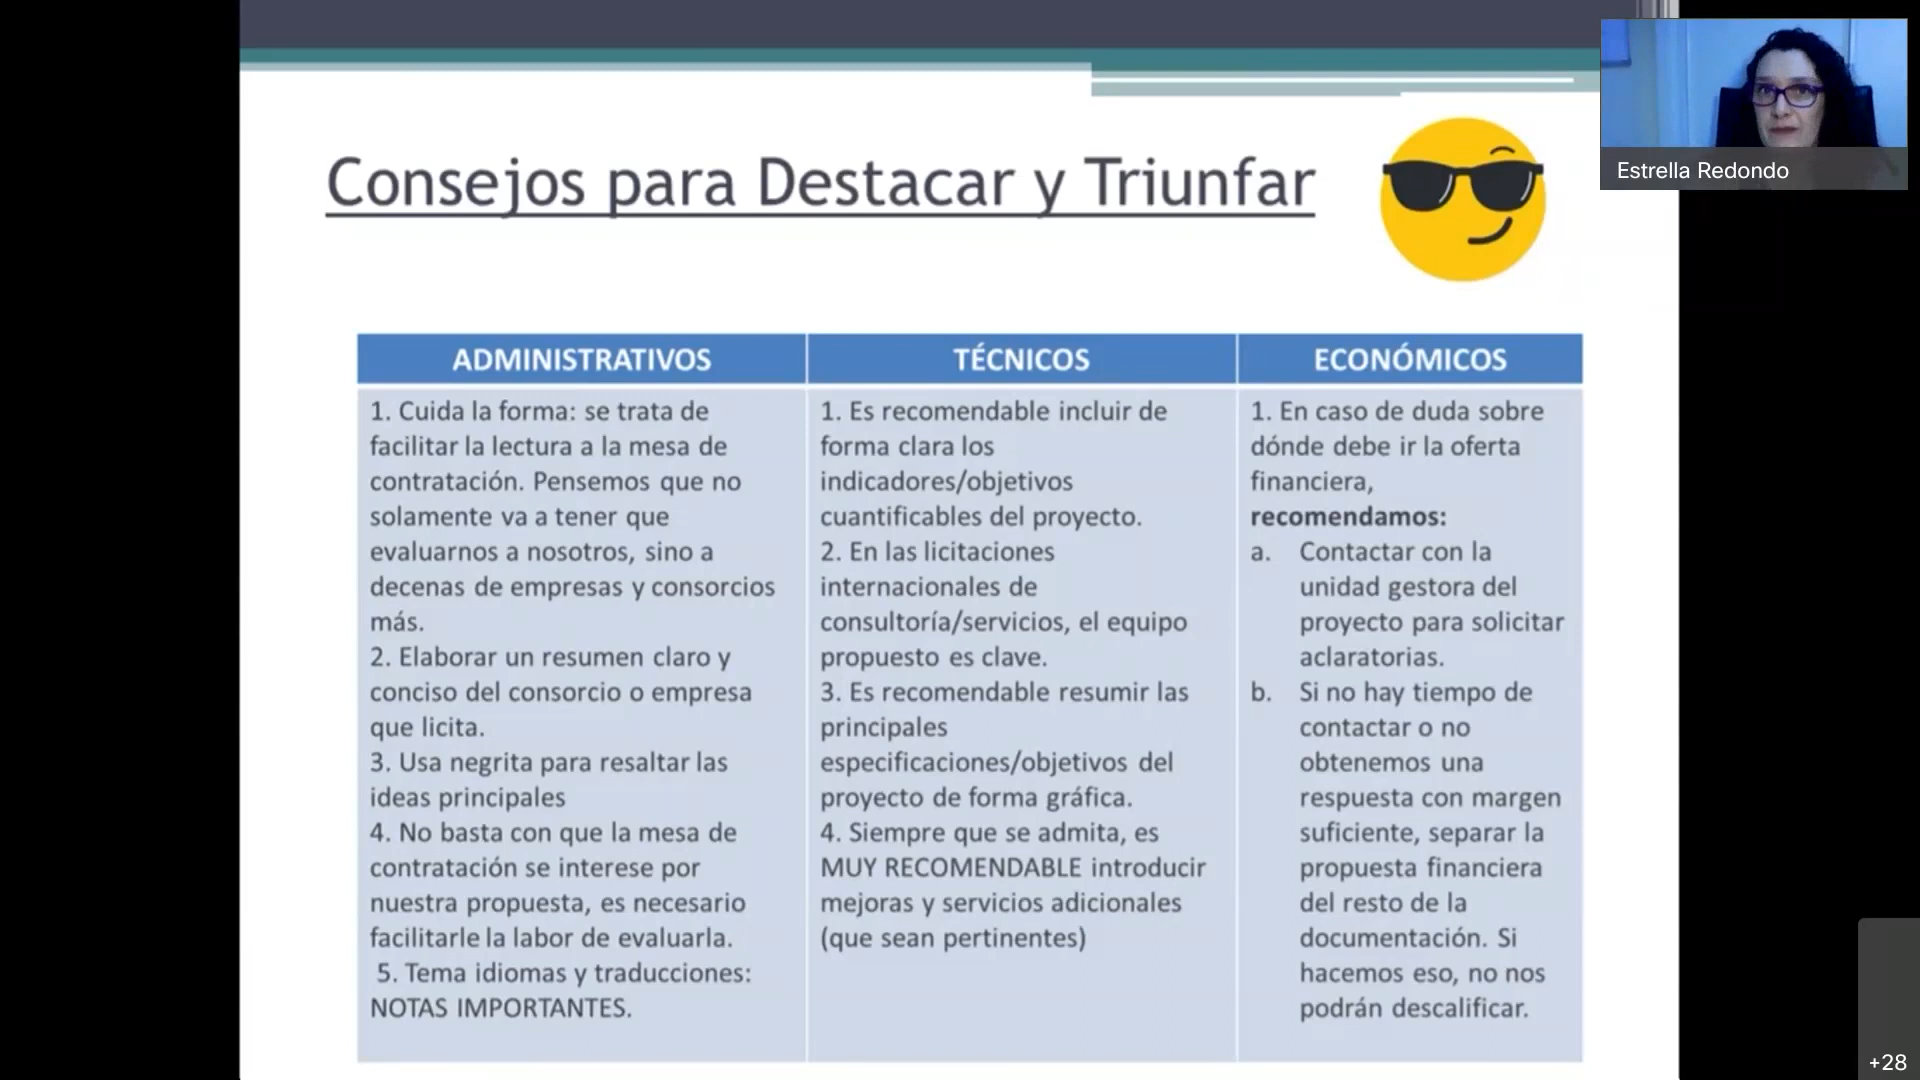 Consejos para Destacar y Triunfar
Estrella Redondo
ADMINISTRATIVOS
1. Cuida la forma: se trata de
facilitar la lectura a la mesa de
contratación. Pensemos que no
solamente va a tener que
evaluarnos a nosotros, sino a
decenas de empresas y consorcios
más.
2. Elaborar un resumen claro y
conciso del consorcio o empresa
que licita.
3. Usa negrita para resaltar las
ideas principales
4. No basta con que la mesa de
contratación se interese por
nuestra propuesta, es necesario
facilitarle la labor de evaluarla.
5. Tema idiomas y traducciones:
NOTAS IMPORTANTES.
TÉCNICOS
1. Es recomendable incluir de
forma clara los
indicadores/objetivos
cuantificables del proyecto.
2. En las licitaciones
internacionales de
consultoría/servicios, el equipo
propuesto es clave.
3. Es recomendable resumir las
principales
especificaciones/objetivos del
proyecto de forma gráfica.
4. Siempre que se admita, es
MUY RECOMENDABLE introducir
mejoras y servicios adicionales
(que sean pertinentes)
ECONÓMICOS
1. En caso de duda sobre
dónde debe ir la oferta
financiera,
recomendamos:
a. Contactar con la
unidad gestora del
proyecto para solicitar
aclaratorias.
b. Si no hay tiempo de
contactar o no
obtenemos una
respuesta con margen
suficiente, separar la
propuesta financiera
del resto de la
documentación. Si
hacemos eso, no nos
podrán descalificar.
+28